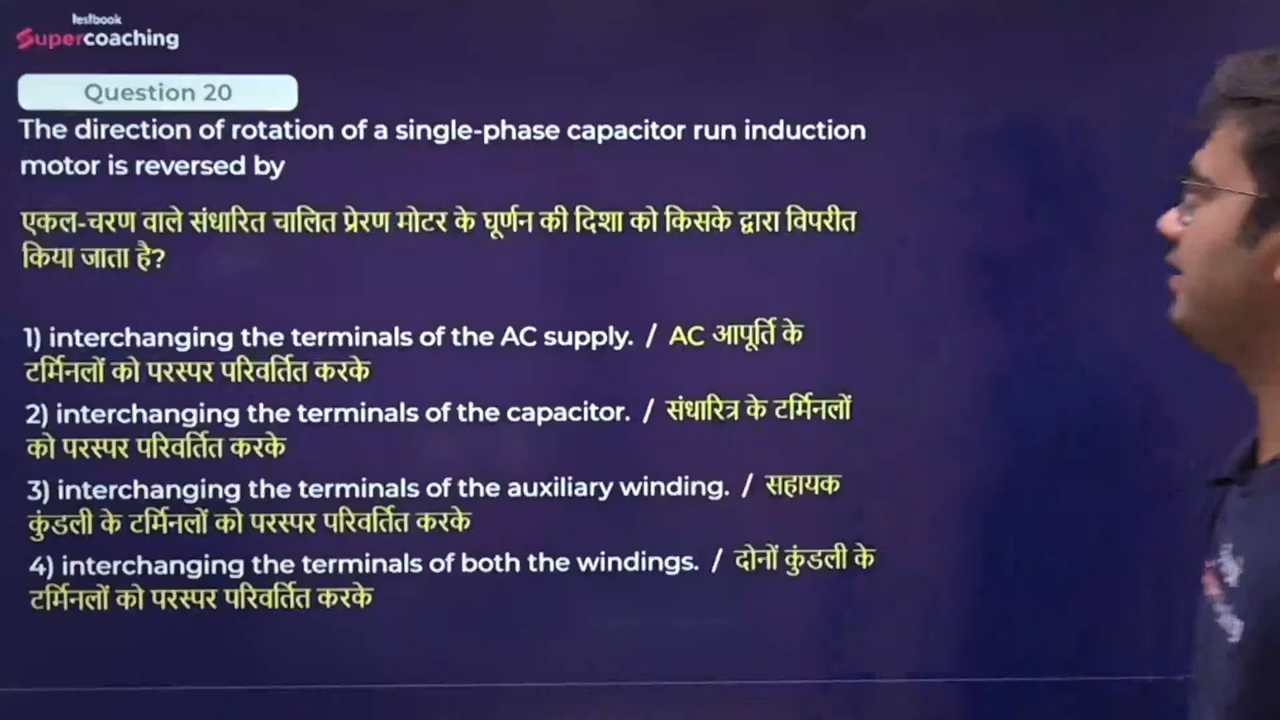 testbook
Supercoaching
Question 20
The direction of rotation of a single-phase capacitor run induction
motor is reversed by
एकल-चरण वाले संधारित चालित प्रेरण मोटर के घूर्णन की दिशा को किसके द्वारा विपरीत
किया जाता है?
1) interchanging the terminals of the AC supply. / AC आपूर्ति के
टर्मिनलों को परस्पर परिवर्तित करके
2) interchanging the terminals of the capacitor. / संधारित्र के टर्मिनलों
को परस्पर परिवर्तित करके
3) interchanging the terminals of the auxiliary winding. / सहायक
कुंडली के टर्मिनलों को परस्पर परिवर्तित करके
4) interchanging the terminals of both the windings. / दोनों कुंडली के
टर्मिनलों को परस्पर परिवर्तित करके